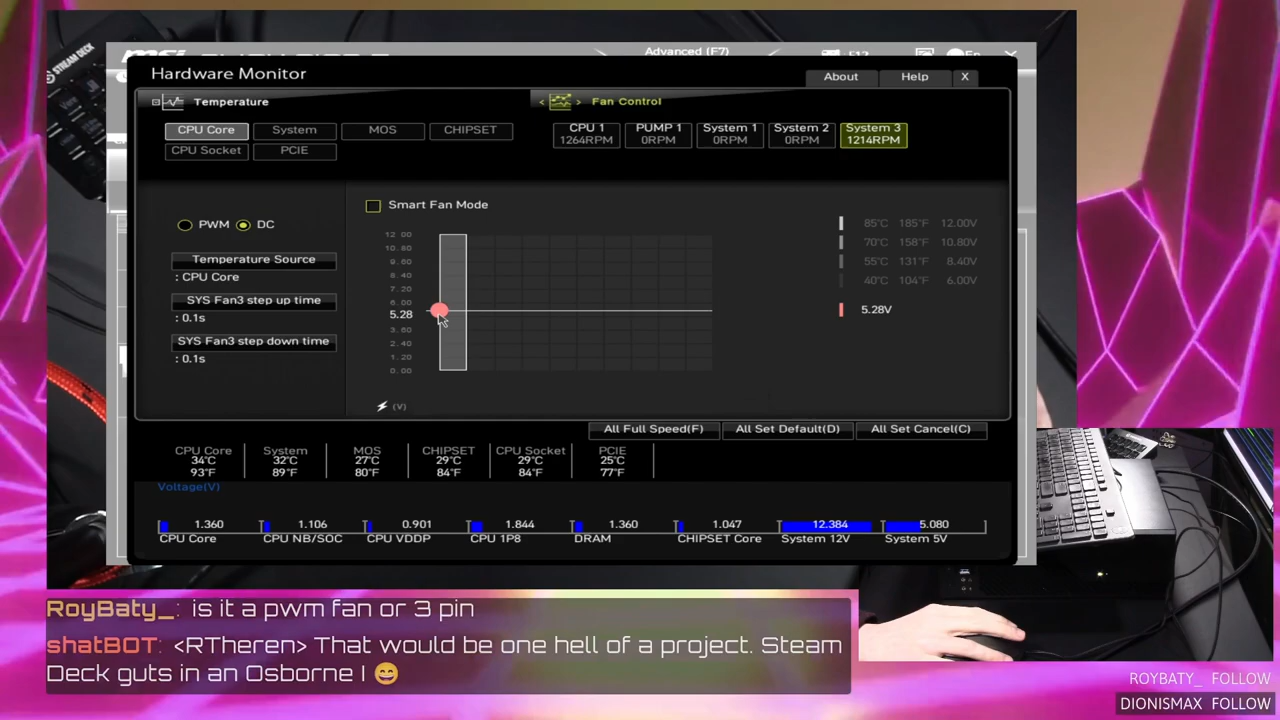 STREAM DECK
msi
Advanced (F7)
F12
En
Hardware Monitor
About
Help
X
Temperature
Fan Control
CPU Core
System
MOS
CHIPSET
CPU Socket
PCIE
CPU 1
1264RPM
PUMP 1
0RPM
System 1
0RPM
System 2
0RPM
System 3
1214RPM
PWM
DC
Temperature Source
: CPU Core
SYS Fan3 step up time
: 0.1s
SYS Fan3 step down time
: 0.1s
Smart Fan Mode
12.00
10.80
9.60
8.40
7.20
6.00
5.28
3.60
2.40
1.20
0.00
(V)
85°C 185°F 12.00V
70°C 158°F 10.80V
55°C 131°F 8.40V
40°C 104°F 6.00V
5.28V
All Full Speed(F)
All Set Default(D)
All Set Cancel(C)
CPU Core
34°C
93°F
System
32°C
89°F
MOS
27°C
80°F
CHIPSET
29°C
84°F
CPU Socket
29°C
84°F
PCIE
25°C
77°F
Voltage(V)
1.360
CPU Core
1.106
CPU NB/SOC
0.901
CPU VDDP
1.844
CPU 1P8
1.360
DRAM
1.047
CHIPSET Core
12.384
System 12V
5.080
System 5V
RoyBaty_: is it a pwm fan or 3 pin
shatBOT: <RTheren> That would be one hell of a project. Steam
Deck guts in an Osborne I 😄
ROYBATY_ FOLLOW
DIONISMAX FOLLOW